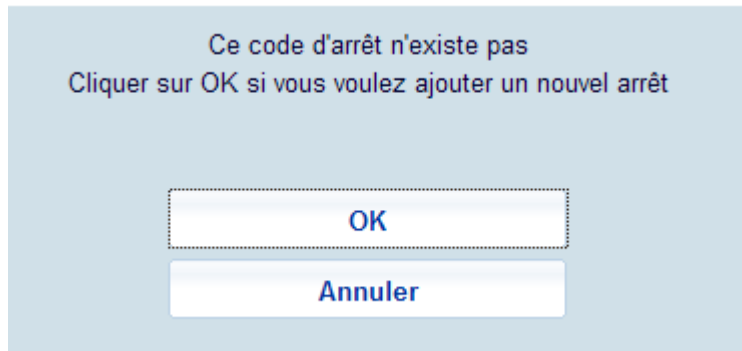 Ce code d'arrêt n'existe pas
Cliquer sur OK si vous voulez ajouter un nouvel arrêt
OK
Annuler